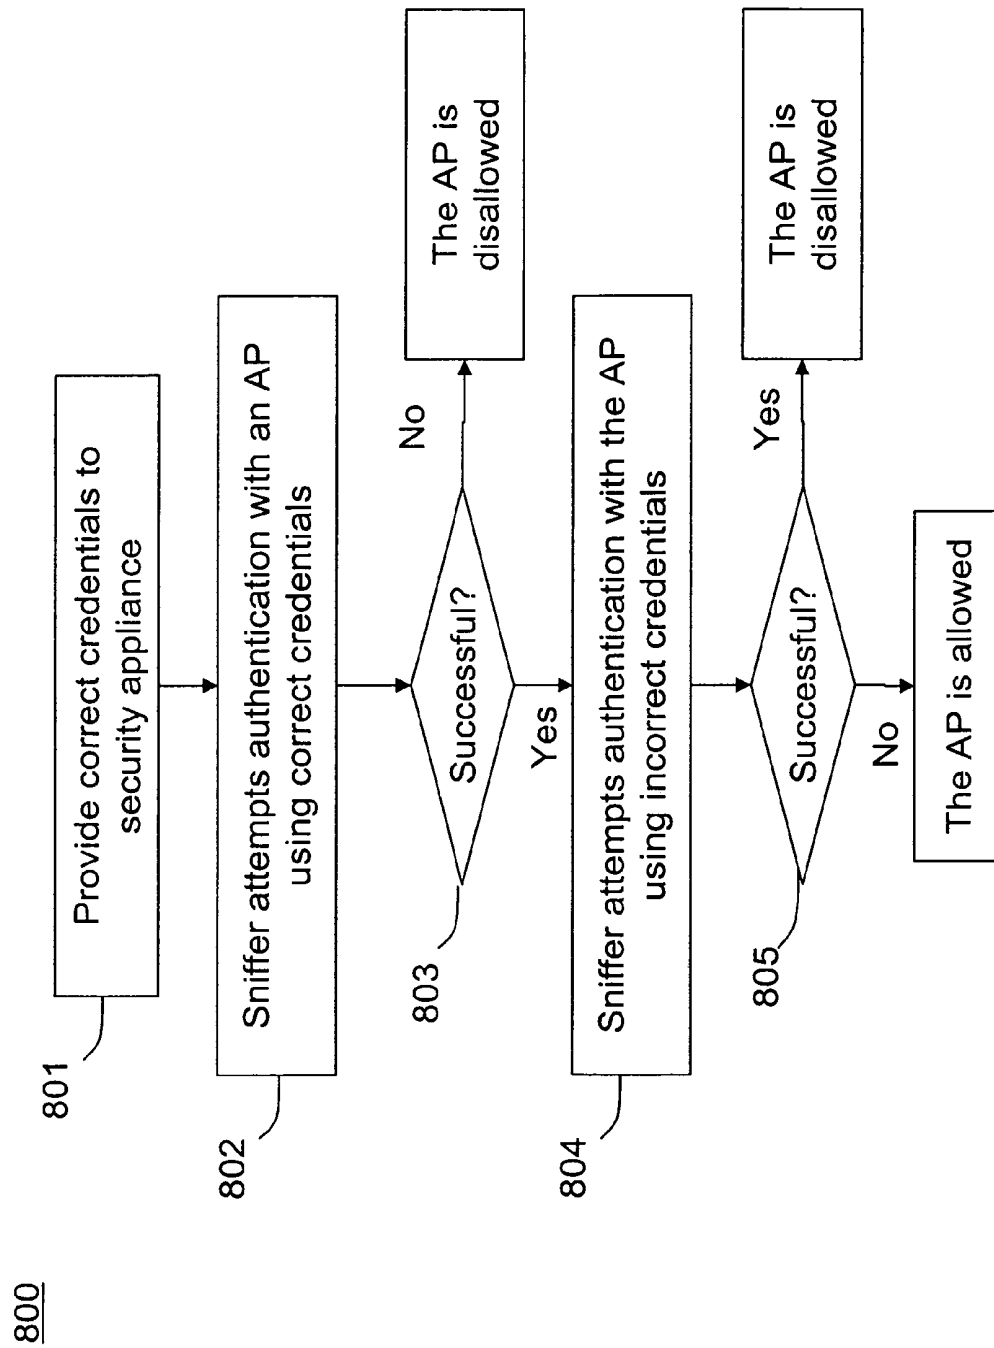 800
801
Provide correct credentials to
security appliance
802
Sniffer attempts authentication with an AP
using correct credentials
803
Successful?
No
The AP is
disallowed
Yes
804
Sniffer attempts authentication with the AP
using incorrect credentials
805
Successful?
Yes
The AP is
disallowed
No
The AP is allowed